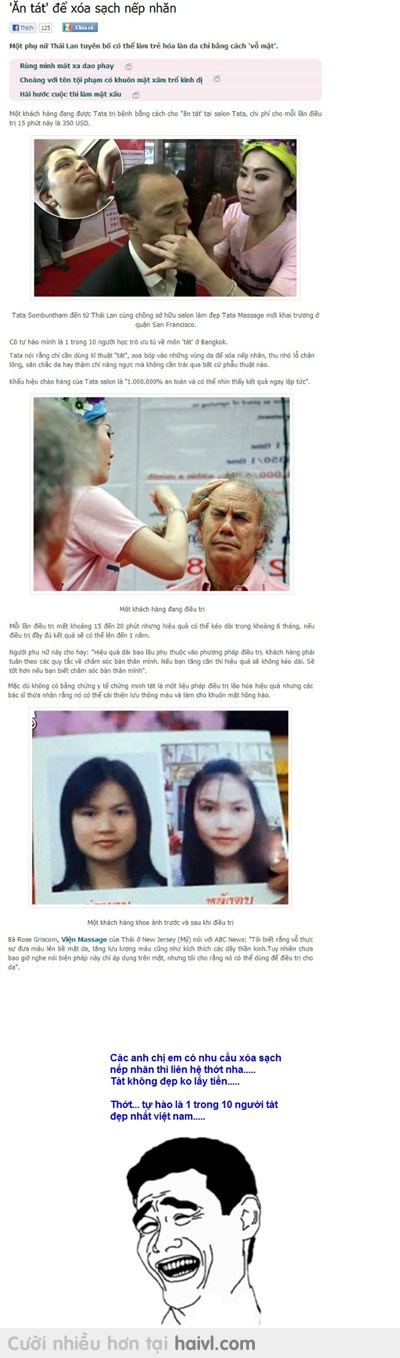 'Ăn tát' để xóa sạch nếp nhăn
Thích 125 Chia sẻ
Một phụ nữ Thái Lan tuyên bố có thể làm trẻ hóa làn da chỉ bằng cách 'vỗ mặt'.
Rùng mình mát xa dao phay
Choáng với tên tội phạm có khuôn mặt xăm trổ kinh dị
Hài hước cuộc thi làm mặt xấu
Một khách hàng đang được Tata trị bệnh bằng cách cho "ăn tát' tại salon Tata, chi phí cho mỗi lần điều
trị 15 phút này là 350 USD.
Tata Sombuntham đến từ Thái Lan cùng chồng sở hữu salon làm đẹp Tata Massage mới khai trương ở
quận San Francisco.
Cô tự hào mình là 1 trong 10 người học trò ưu tú về môn 'tát' ở Bangkok.
Tata nói rằng chỉ cần dùng kĩ thuật "tát", xoa bóp vào những vùng da để xóa nếp nhăn, thu nhỏ lỗ chân
lông, săn chắc da hay thậm chí nâng ngực mà không cần trải qua bất cứ phẫu thuật nào.
Khẩu hiệu chào hàng của Tata salon là "1.000.000% an toàn và có thể nhìn thấy kết quả ngay lập tức".
Một khách hàng đang điều trị
Mỗi lần điều trị mất khoảng 15 đến 20 phút nhưng hiệu quả có thể kéo dài trong khoảng 6 tháng, nếu
điều trị đầy đủ kết quả sẽ có thể lên đến 1 năm.
Người phụ nữ này cho hay: "Hiệu quả dài bao lâu phụ thuộc vào phương pháp điều trị. Khách hàng phải
tuân theo các quy tắc về chăm sóc bản thân mình. Nếu bạn tăng cân thì hiệu quả sẽ không kéo dài. Sẽ
tốt hơn nếu bạn biết chăm sóc bản thân mình".
Mặc dù không có bằng chứng y tế chứng minh tát là một liệu pháp điều trị lão hóa hiệu quả nhưng các
bác sĩ thừa nhận rằng nó có thể cải thiện lưu thông máu và làm cho khuôn mặt hồng hào.
หลังตบ
Một khách hàng khoe ảnh trước và sau khi điều trị
Bà Rose Griscom, Viện Massage của Thái ở New Jersey (Mỹ) nói với ABC News: "Tôi biết rằng vỗ thực
sự đưa máu lên bề mặt da, tăng lưu lượng máu cũng như kích thích các dây thần kinh.Tuy nhiên chưa
bao giờ nghe nói biện pháp này chỉ áp dụng trên mặt, nhưng tôi cho rằng nó có thể dùng để điều trị cho
da".
Các anh chị em có nhu cầu xóa sạch
nếp nhăn thì liên hệ thớt nha.....
Tát không đẹp ko lấy tiền.....
Thớt... tự hào là 1 trong 10 người tát
đẹp nhất việt nam.....
Cười nhiều hơn tại haivl.com